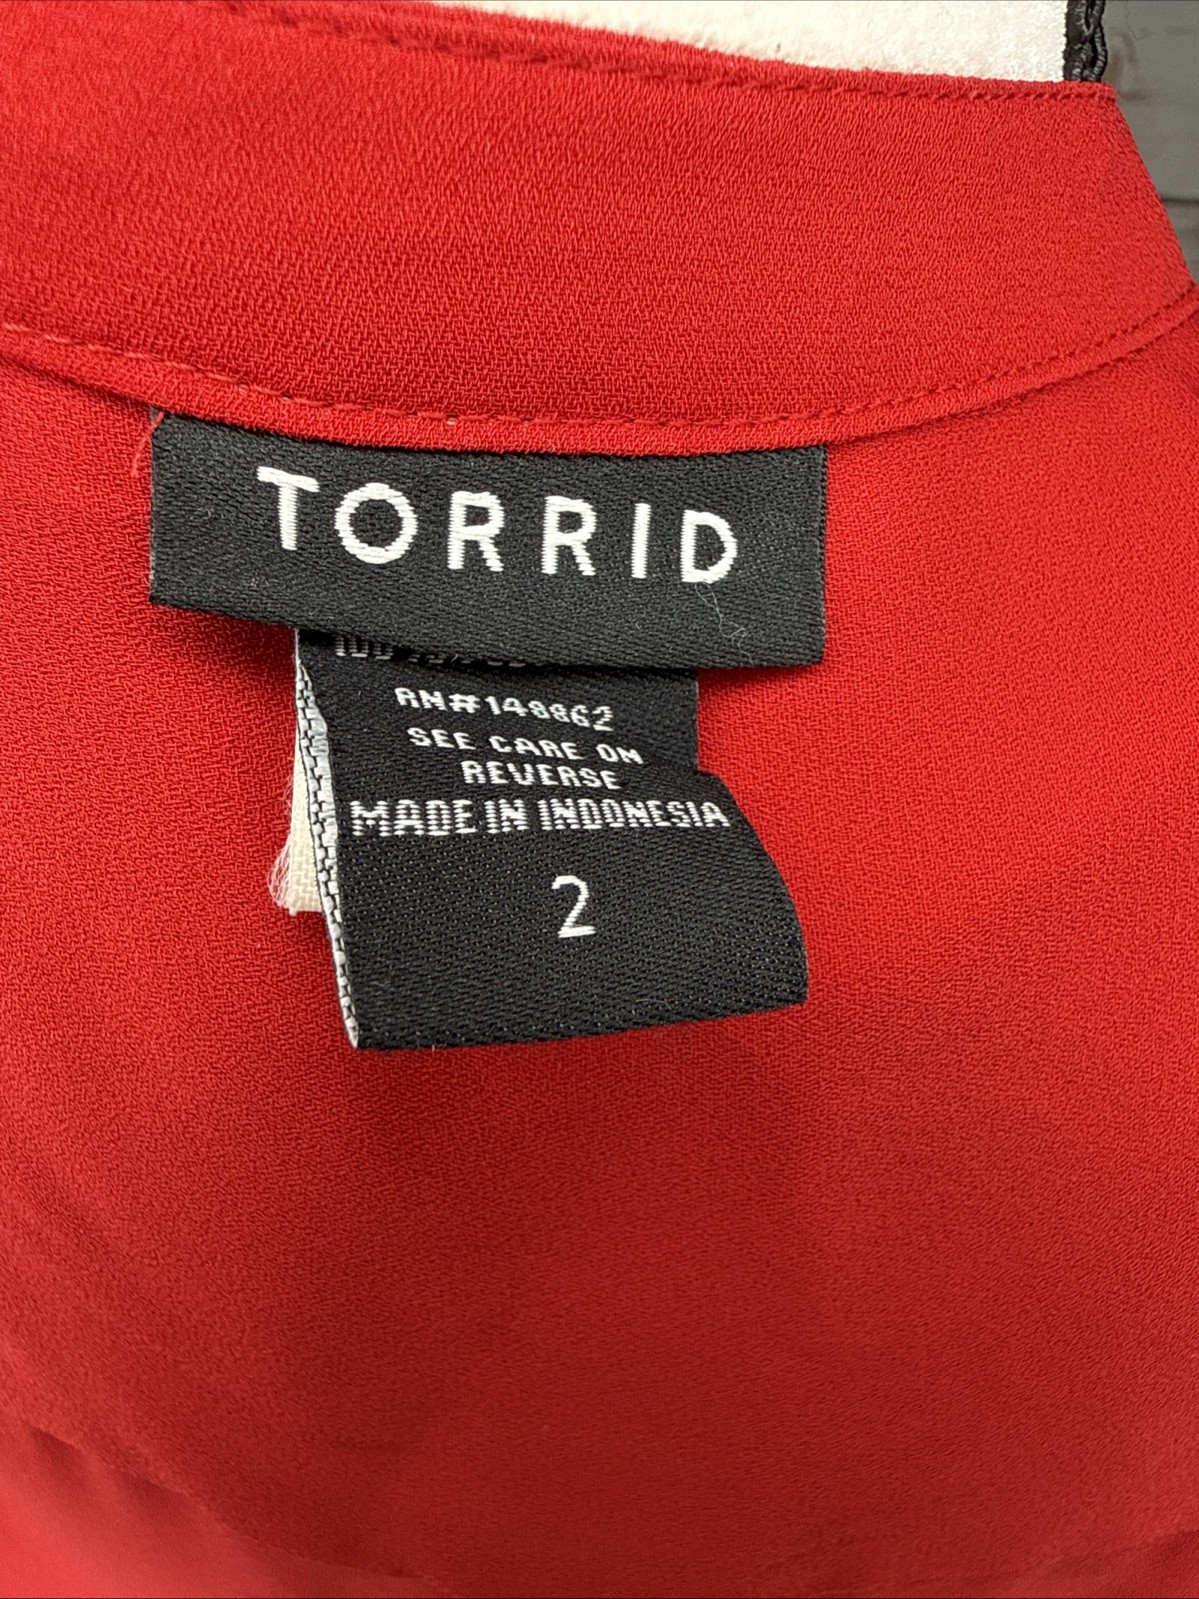 TORRID
RN#148862
SEE CARE ON
REVERSE
MADE IN INDONESIA
2